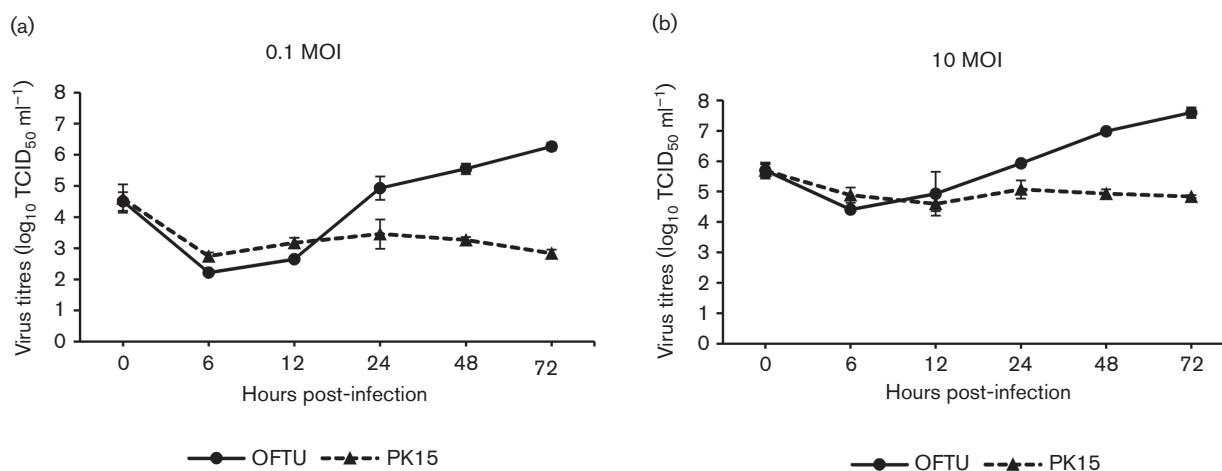 (a)
0.1 MOI
Virus titres (log₁₀ TCID₅₀ ml⁻¹)
8
7
6
5
4
3
2
1
0
0 6 12 24 48 72
Hours post-infection
OFTU PK15
(b)
10 MOI
Virus titres (log₁₀ TCID₅₀ ml⁻¹)
8
7
6
5
4
3
2
1
0
0 6 12 24 48 72
Hours post-infection
OFTU PK15